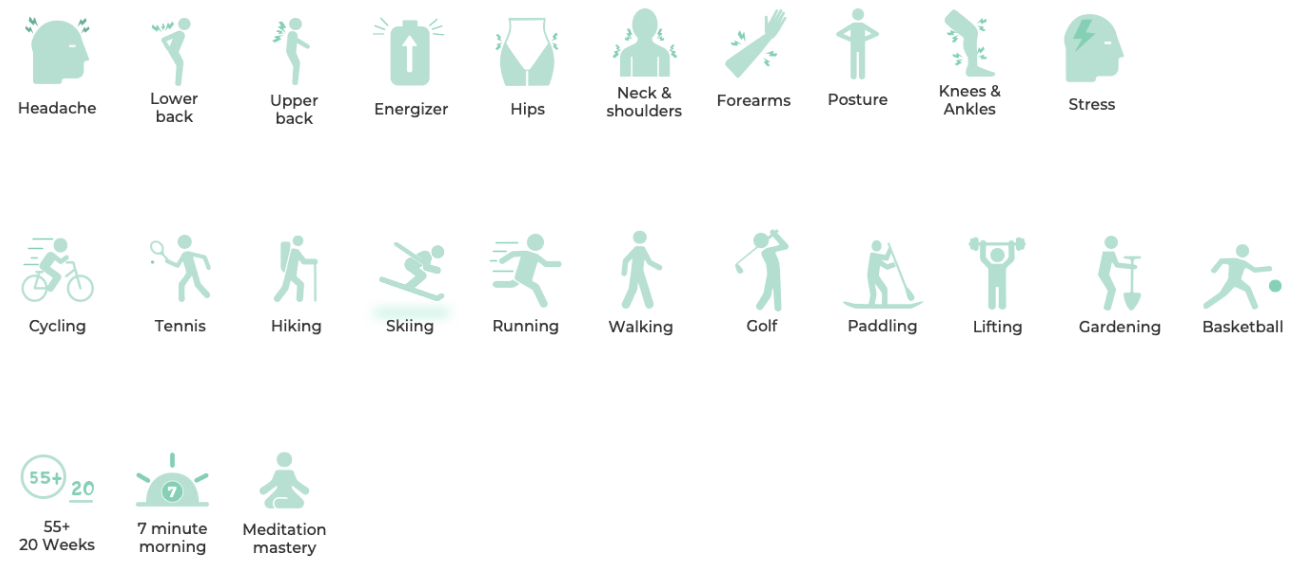 Headache
Lower
back
Upper
back
Energizer
Hips
Neck &
shoulders
Forearms
Posture
Knees &
Ankles
Stress
Cycling
Tennis
Hiking
Skiing
Running
Walking
Golf
Paddling
Lifting
Gardening
Basketball
55+
20
55+
20 Weeks
7
7 minute
morning
Meditation
mastery